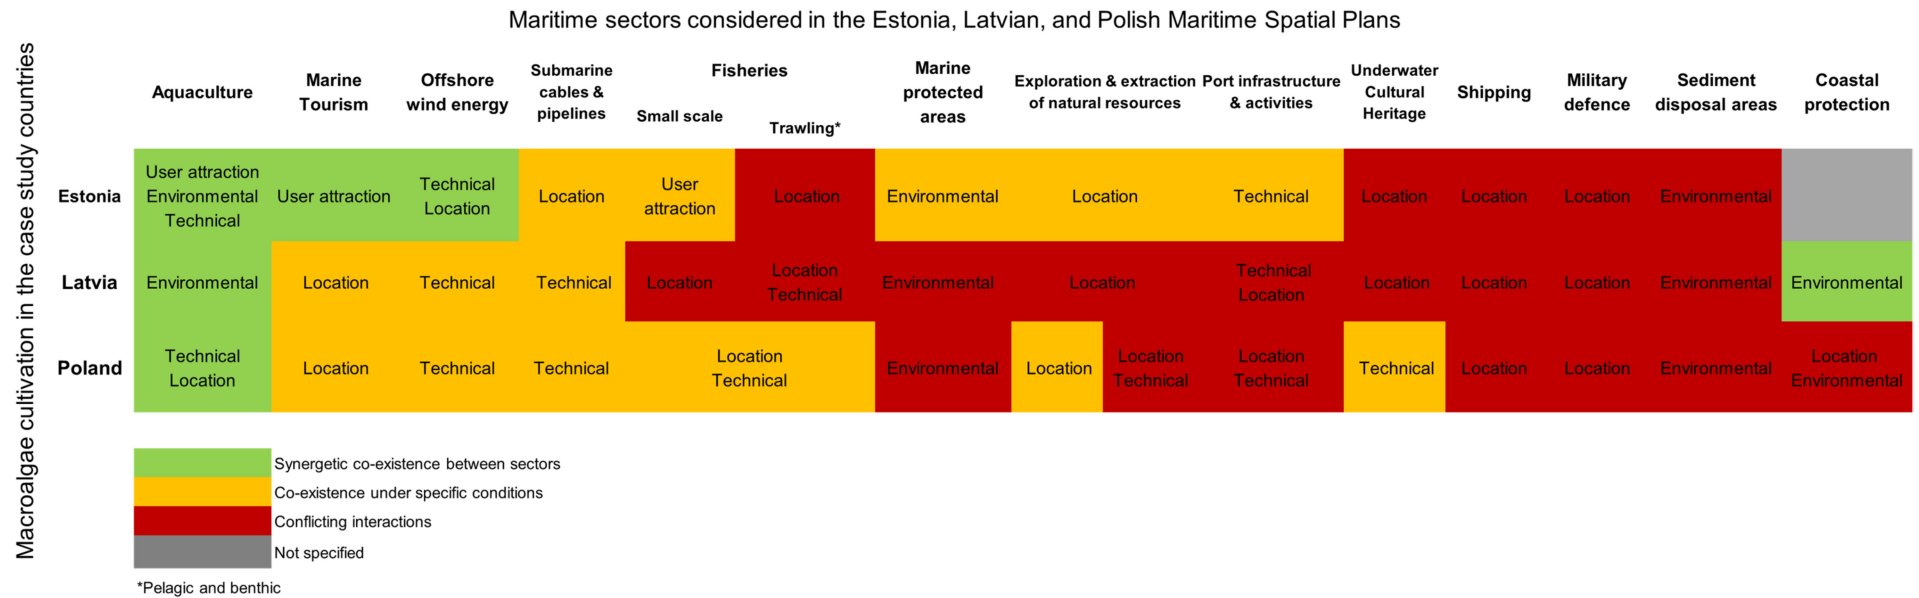 Maritime sectors considered in the Estonia, Latvian, and Polish Maritime Spatial Plans
Macroalgae cultivation in the case study countries
Aquaculture
Marine
Tourism
Offshore
wind energy
Submarine
cables &
pipelines
Fisheries
Small scale
Trawling*
Marine
protected
areas
Exploration & extraction
of natural resources
Port infrastructure
& activities
Underwater
Cultural
Heritage
Shipping
Military
defence
Sediment
disposal areas
Coastal
protection
Estonia
User attraction
Environmental
Technical
User attraction
Technical
Location
Location
User
attraction
Location
Environmental
Location
Technical
Location
Location
Location
Environmental
Latvia
Environmental
Location
Technical
Technical
Location
Location
Technical
Environmental
Location
Technical
Location
Location
Location
Location
Environmental
Environmental
Poland
Technical
Location
Location
Technical
Technical
Location
Technical
Environmental
Location
Location
Technical
Location
Technical
Technical
Location
Location
Environmental
Location
Environmental
Synergetic co-existence between sectors
Co-existence under specific conditions
Conflicting interactions
Not specified
*Pelagic and benthic